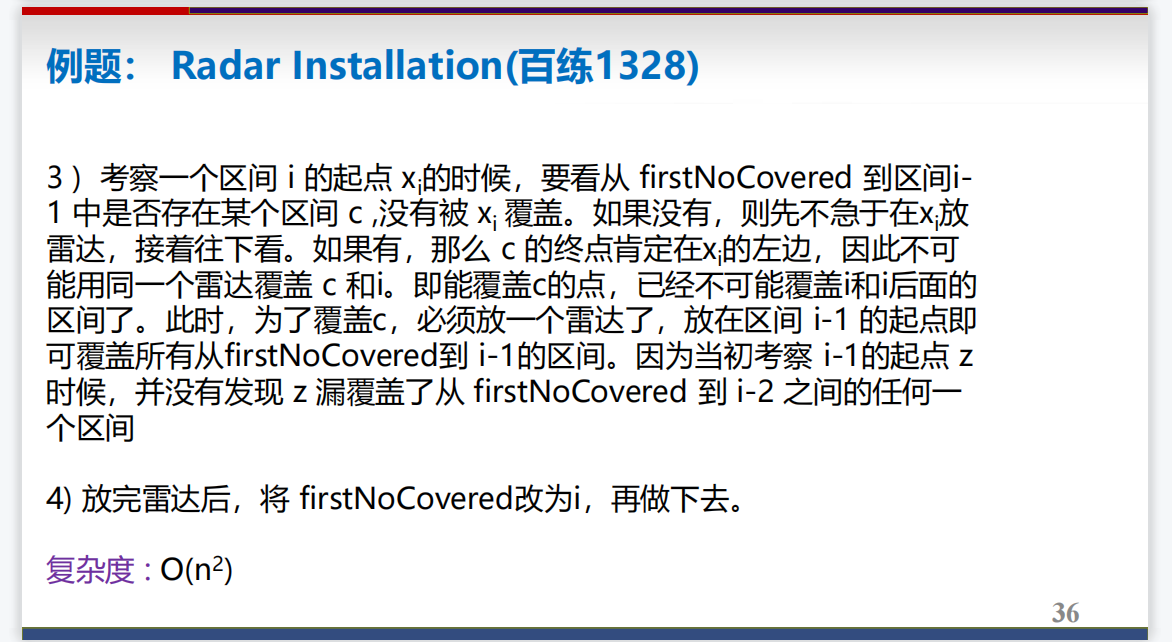 例题： Radar Installation(百练1328)
3 ）考察一个区间 i 的起点 xi的时候，要看从 firstNoCovered 到区间i-
1 中是否存在某个区间 c ,没有被 xi 覆盖。如果没有，则先不急于在xi放
雷达，接着往下看。如果有，那么 c 的终点肯定在xi的左边，因此不可
能用同一个雷达覆盖 c 和i。即能覆盖c的点，已经不可能覆盖i和i后面的
区间了。此时，为了覆盖c，必须放一个雷达了，放在区间 i-1 的起点即
可覆盖所有从firstNoCovered到 i-1的区间。因为当初考察 i-1的起点 z
时候，并没有发现 z 漏覆盖了从 firstNoCovered 到 i-2 之间的任何一
个区间
4) 放完雷达后，将 firstNoCovered改为i，再做下去。
复杂度 : O(n²)
36